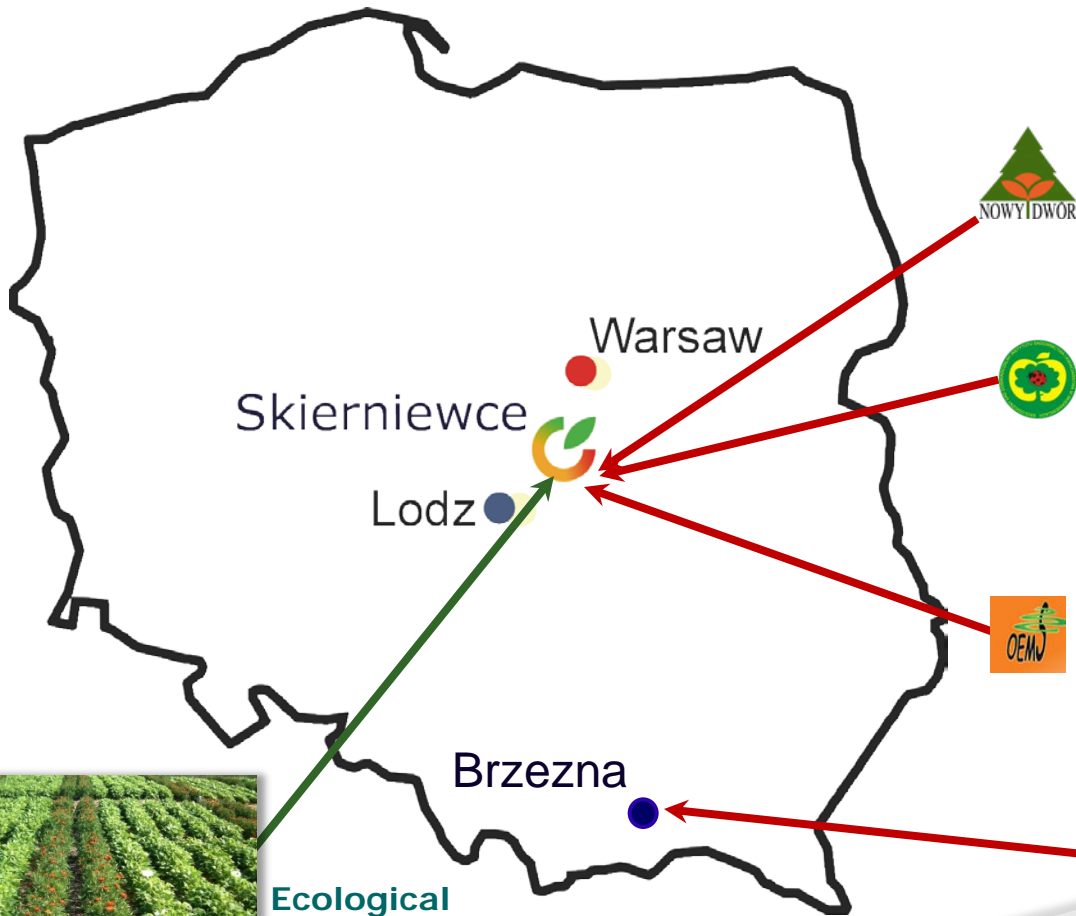 NOWY DWÓR
Warsaw
Skierniewce
Lodz
OEMJ
Brzezna
Ecological